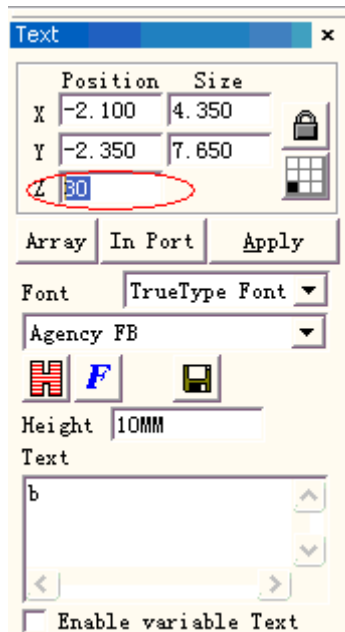 Text
Position Size
X -2.100 4.350
Y -2.350 7.650
Z 30
Array In Port Apply
Font TrueType Font
Agency FB
F
Height 10MM
Text
b
Enable variable Text